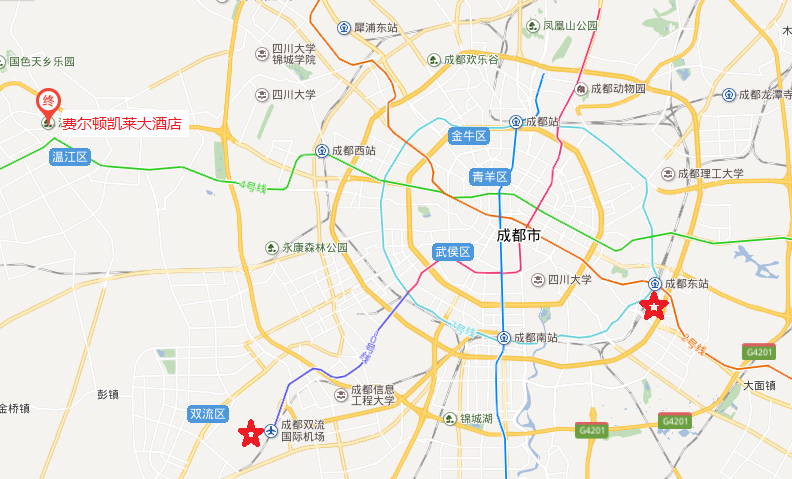 犀浦东站
凤凰山公园
四川大学
锦城学院
国色天乡乐园
成都欢乐谷
成都动物园
四川大学
成都龙潭寺
终
费尔顿凯莱大酒店
成都站
金牛区
温江区
成都西站
成都理工大学
青羊区
4号线
成都市
永康森林公园
武侯区
四川大学
成都东站
7号线
成都南站
2号线
10号线
G4201
成都信息
工程大学
大面镇
彭镇
金桥镇
双流区
锦城湖
G4201
成都双流
国际机场
G4201